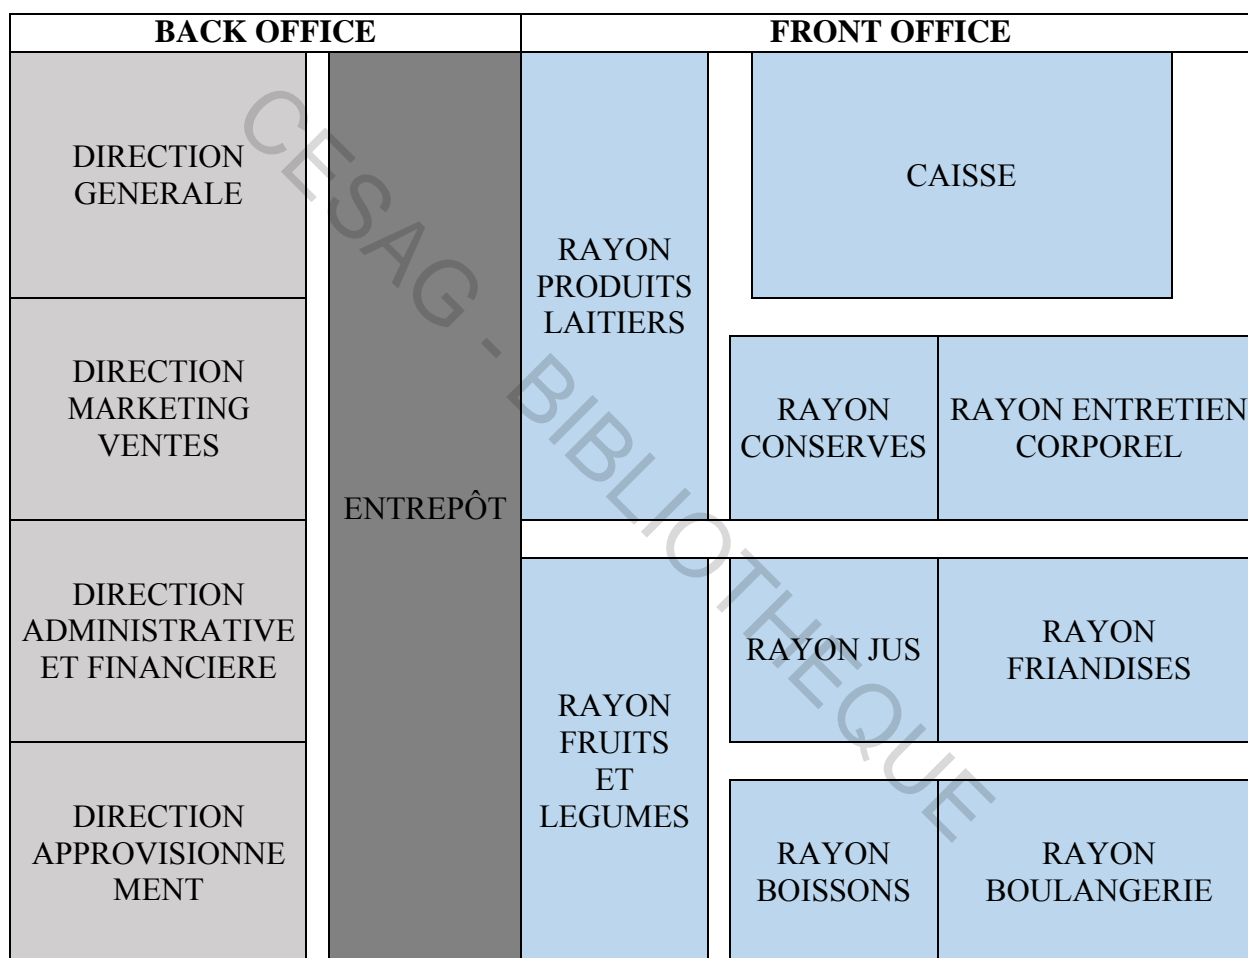 BACK OFFICE
FRONT OFFICE
DIRECTION
GENERALE
DIRECTION
MARKETING
VENTES
DIRECTION
ADMINISTRATIVE
ET FINANCIERE
DIRECTION
APPROVISIONNE
MENT
ENTREPÔT
RAYON
PRODUITS
LAITIERS
RAYON
FRUITS
ET
LEGUMES
CAISSE
RAYON
CONSERVES
RAYON ENTRETIEN
CORPOREL
RAYON JUS
RAYON
FRIANDISES
RAYON
BOISSONS
RAYON
BOULANGERIE
CESAG - BIBLIOTHEQUE